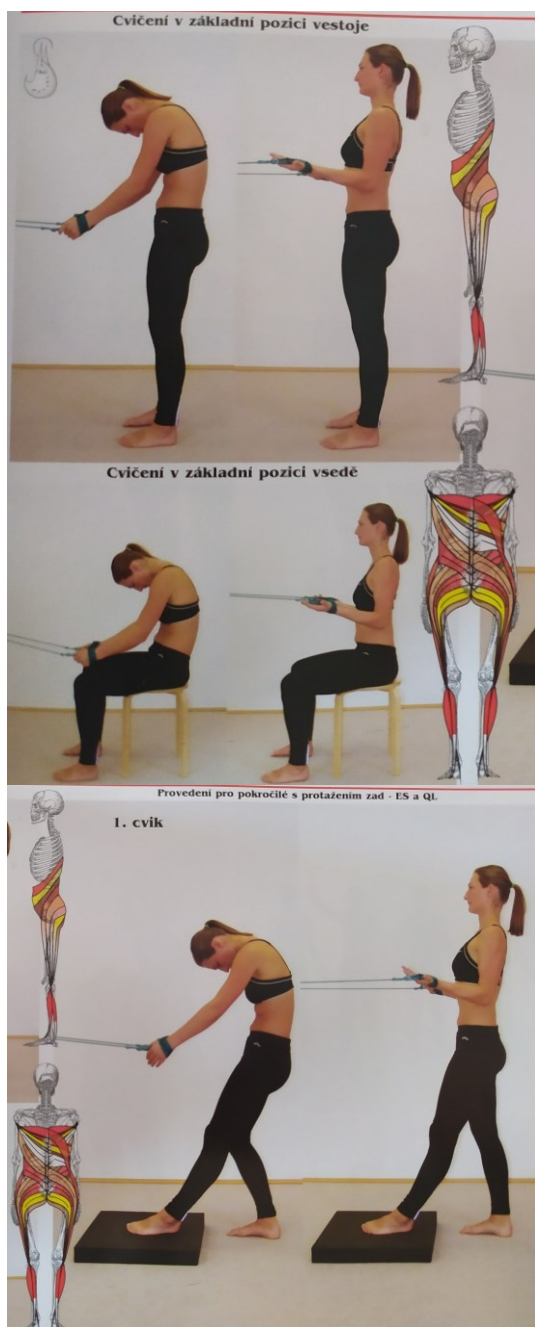 Cvičení v základní pozici vestoje
Cvičení v základní pozici vsedě
Provedení pro pokročilé s protažením zad - ES a QL
1. cvik